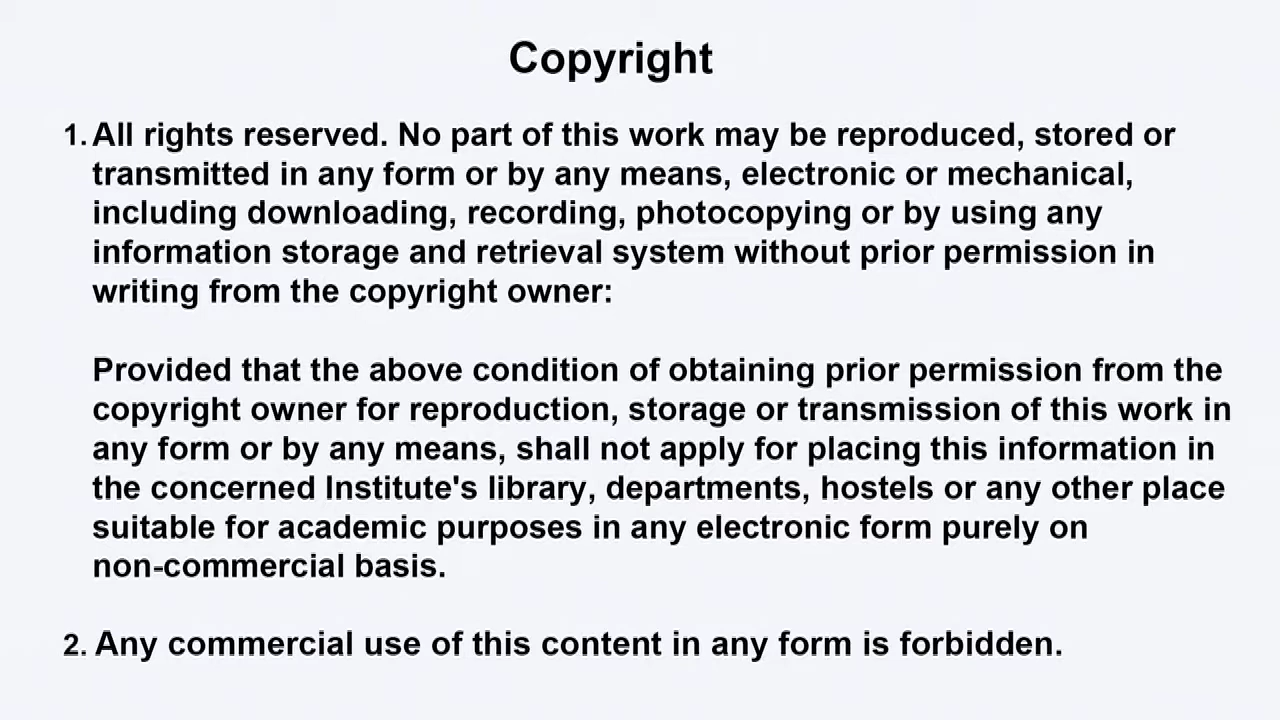 Copyright
1. All rights reserved. No part of this work may be reproduced, stored or
transmitted in any form or by any means, electronic or mechanical,
including downloading, recording, photocopying or by using any
information storage and retrieval system without prior permission in
writing from the copyright owner:
Provided that the above condition of obtaining prior permission from the
copyright owner for reproduction, storage or transmission of this work in
any form or by any means, shall not apply for placing this information in
the concerned Institute's library, departments, hostels or any other place
suitable for academic purposes in any electronic form purely on
non-commercial basis.
2. Any commercial use of this content in any form is forbidden.